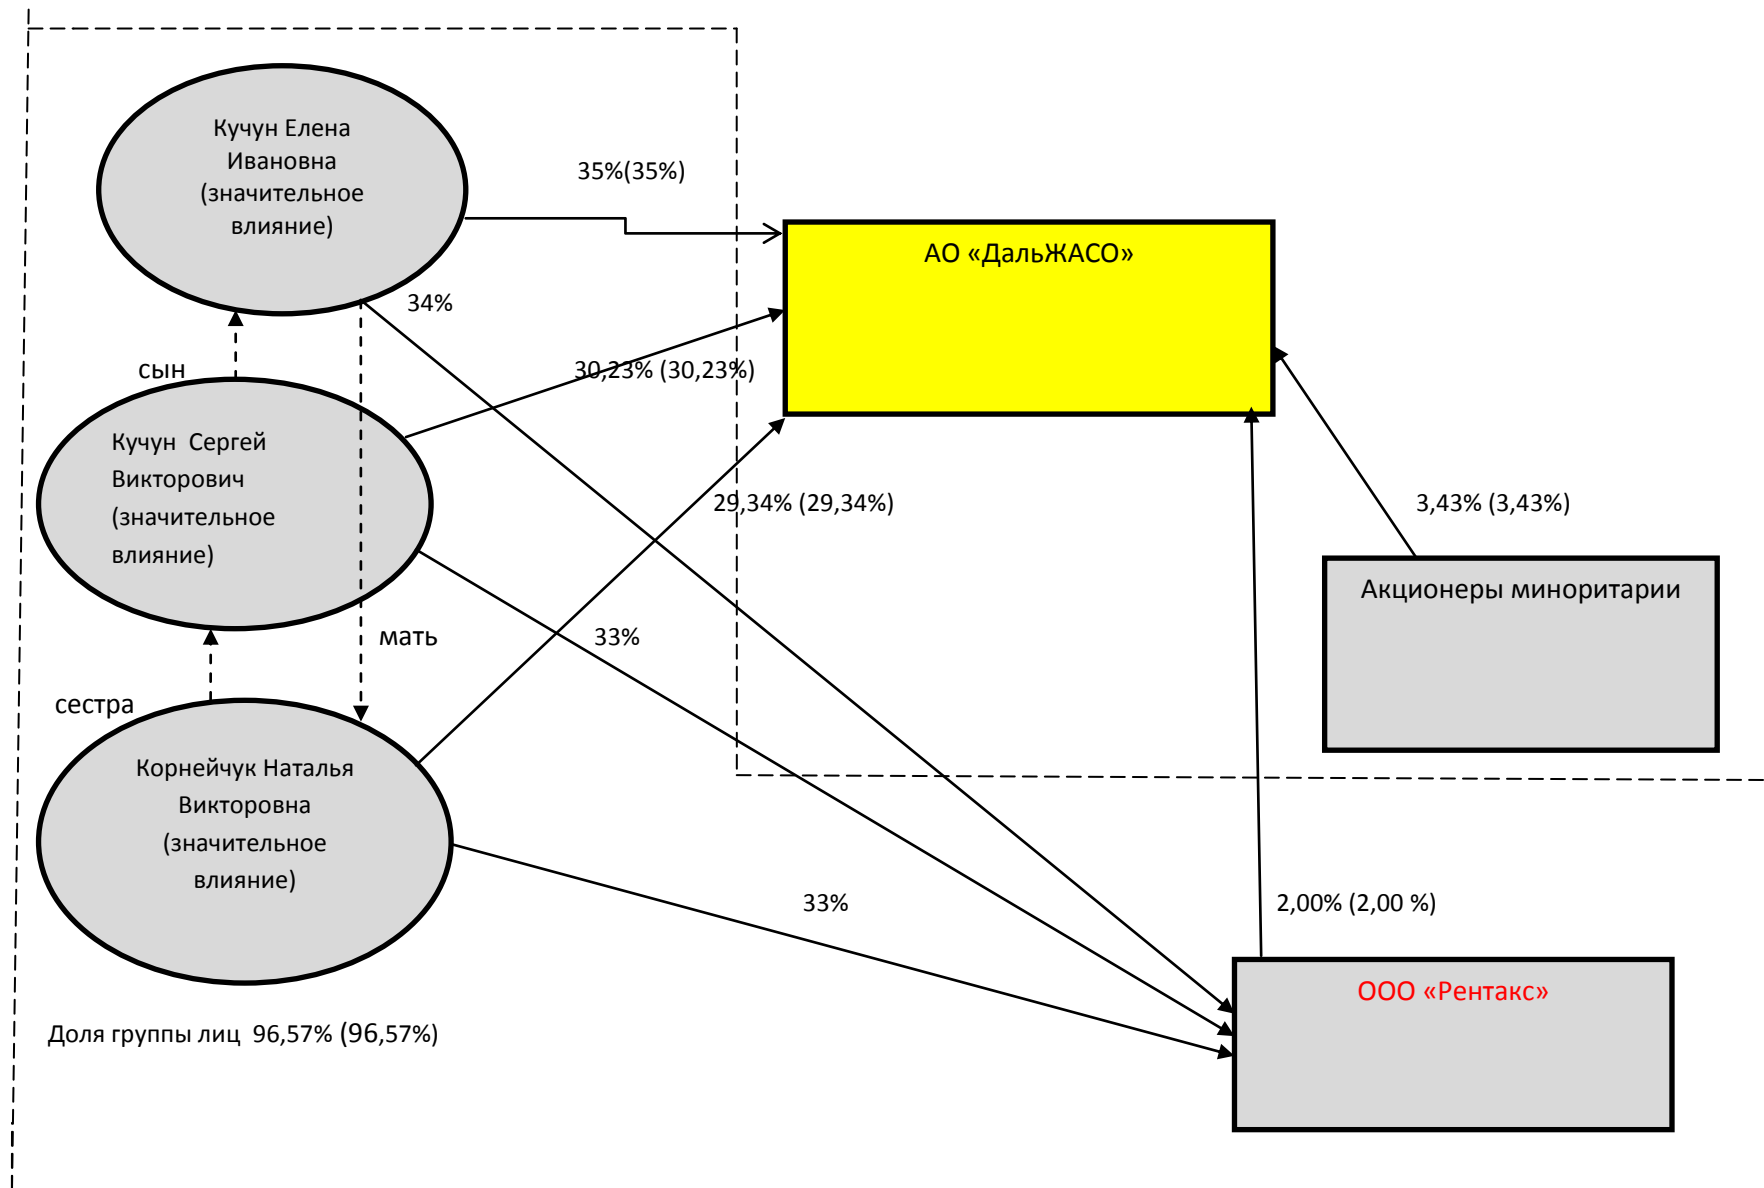 Кучун Елена
Ивановна
(значительное
влияние)
35%(35%)
АО «ДальЖАСО»
34%
сын
30,23% (30,23%)
Кучун  Сергей
Викторович
(значительное
влияние)
29,34% (29,34%)
3,43% (3,43%)
Акционеры миноритарии
мать
33%
сестра
Корнейчук Наталья
Викторовна
(значительное
влияние)
33%
2,00% (2,00 %)
ООО «Рентакс»
Доля группы лиц  96,57% (96,57%)